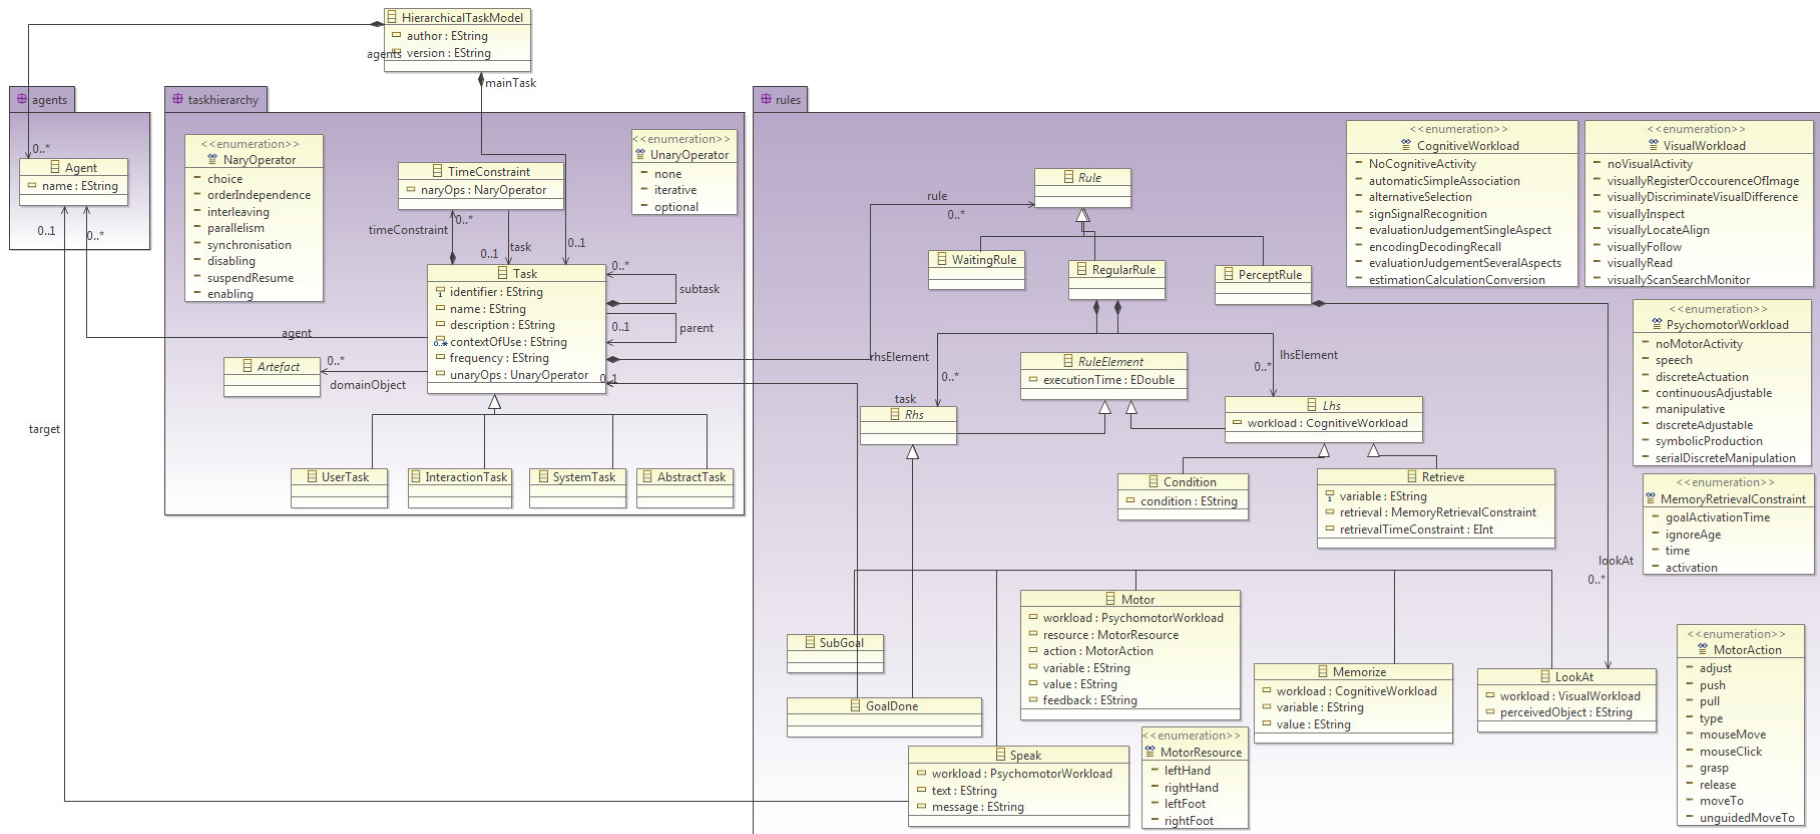 HierarchicalTaskModel
author : EString
version : EString
agents
mainTask
agents
0..*
Agent
name : EString
0..1
0..*
target
taskhierarchy
<<enumeration>>
NaryOperator
choice
orderIndependence
interleaving
parallelism
synchronisation
disabling
suspendResume
enabling
TimeConstraint
naryOps : NaryOperator
<<enumeration>>
UnaryOperator
none
iterative
optional
timeConstraint
0..*
0..1
task
0..1
Task
identifier : EString
name : EString
description : EString
contextOfUse : EString
frequency : EString
unaryOps : UnaryOperator
0..*
subtask
0..1
parent
agent
Artefact
0..*
domainObject
0..1
UserTask
InteractionTask
SystemTask
AbstractTask
rules
rule
0..*
Rule
WaitingRule
RegularRule
PerceptRule
rhsElement
0..*
RuleElement
executionTime : EDouble
lhsElement
0..*
task
Rhs
Lhs
workload : CognitiveWorkload
Condition
condition : EString
Retrieve
variable : EString
retrieval : MemoryRetrievalConstraint
retrievalTimeConstraint : EInt
lookAt
0..*
SubGoal
GoalDone
Motor
workload : PsychomotorWorkload
resource : MotorResource
action : MotorAction
variable : EString
value : EString
feedback : EString
Memorize
workload : CognitiveWorkload
variable : EString
value : EString
LookAt
workload : VisualWorkload
perceivedObject : EString
Speak
workload : PsychomotorWorkload
text : EString
message : EString
<<enumeration>>
MotorResource
leftHand
rightHand
leftFoot
rightFoot
<<enumeration>>
CognitiveWorkload
NoCognitiveActivity
automaticSimpleAssociation
alternativeSelection
signSignalRecognition
evaluationJudgementSingleAspect
encodingDecodingRecall
evaluationJudgementSeveralAspects
estimationCalculationConversion
<<enumeration>>
VisualWorkload
noVisualActivity
visuallyRegisterOccourenceOfImage
visuallyDiscriminateVisualDifference
visuallyInspect
visuallyLocateAlign
visuallyFollow
visuallyRead
visuallyScanSearchMonitor
<<enumeration>>
PsychomotorWorkload
noMotorActivity
speech
discreteActuation
continuousAdjustable
manipulative
discreteAdjustable
symbolicProduction
serialDiscreteManipulation
<<enumeration>>
MemoryRetrievalConstraint
goalActivationTime
ignoreAge
time
activation
<<enumeration>>
MotorAction
adjust
push
pull
type
mouseMove
mouseClick
grasp
release
moveTo
unguidedMoveTo